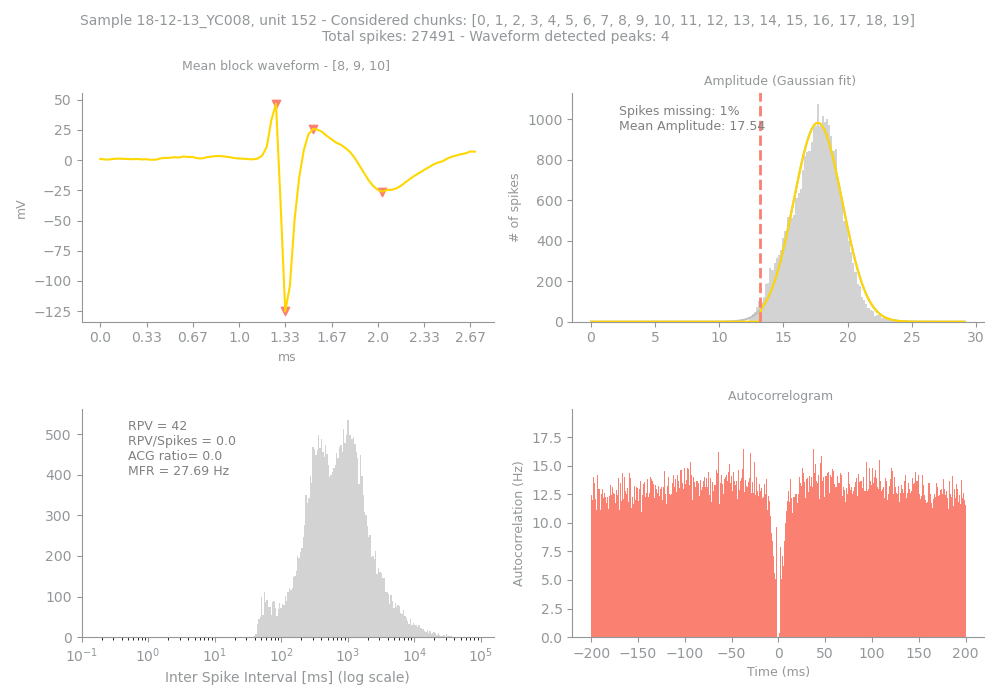 Sample 18-12-13_YC008, unit 152 - Considered chunks: [0, 1, 2, 3, 4, 5, 6, 7, 8, 9, 10, 11, 12, 13, 14, 15, 16, 17, 18, 19]
Total spikes: 27491 - Waveform detected peaks: 4
Mean block waveform - [8, 9, 10]
50
25
0
−25
−50
−75
−100
−125
mV
0.0 0.33 0.67 1.0 1.33 1.67 2.0 2.33 2.67
ms
Amplitude (Gaussian fit)
Spikes missing: 1%
Mean Amplitude: 17.54
1000
800
600
400
200
0
# of spikes
0 5 10 15 20 25 30
RPV = 42
RPV/Spikes = 0.0
ACG ratio= 0.0
MFR = 27.69 Hz
500
400
300
200
100
0
10⁻¹ 10⁰ 10¹ 10² 10³ 10⁴ 10⁵
Inter Spike Interval [ms] (log scale)
Autocorrelogram
17.5
15.0
12.5
10.0
7.5
5.0
2.5
0.0
Autocorrelation (Hz)
−200 −150 −100 −50 0 50 100 150 200
Time (ms)